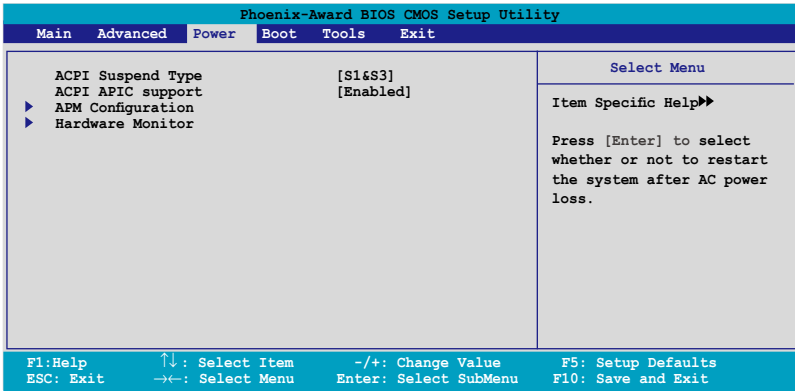 Phoenix-Award BIOS CMOS Setup Utility
Main Advanced Power Boot Tools Exit
ACPI Suspend Type [S1&S3]
ACPI APIC support [Enabled]
APM Configuration
Hardware Monitor
Select Menu
Item Specific Help
Press [Enter] to select
whether or not to restart
the system after AC power
loss.
F1:Help ↑↓: Select Item -/+: Change Value F5: Setup Defaults
ESC: Exit →←: Select Menu Enter: Select SubMenu F10: Save and Exit